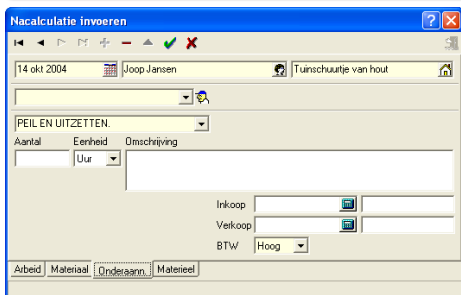 Nacalculatie invoeren
14 okt 2004 Joop Jansen Tuinschuurtje van hout
PEIL EN UITZETTEN.
Aantal Eenheid Omschrijving
Uur
Inkoop
Verkoop
BTW Hoog
Arbeid Materiaal Onderaann. Materieel